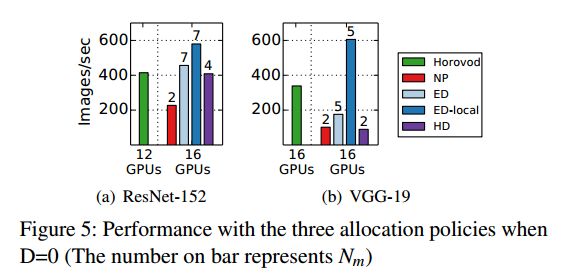 Images/sec
600
400
200
2
7
7
4
12
GPUs
16
GPUs
(a) ResNet-152
600
400
200
2
5
5
2
16
GPUs
16
GPUs
(b) VGG-19
Horovod
NP
ED
ED-local
HD
Figure 5: Performance with the three allocation policies when
D=0 (The number on bar represents Nm)